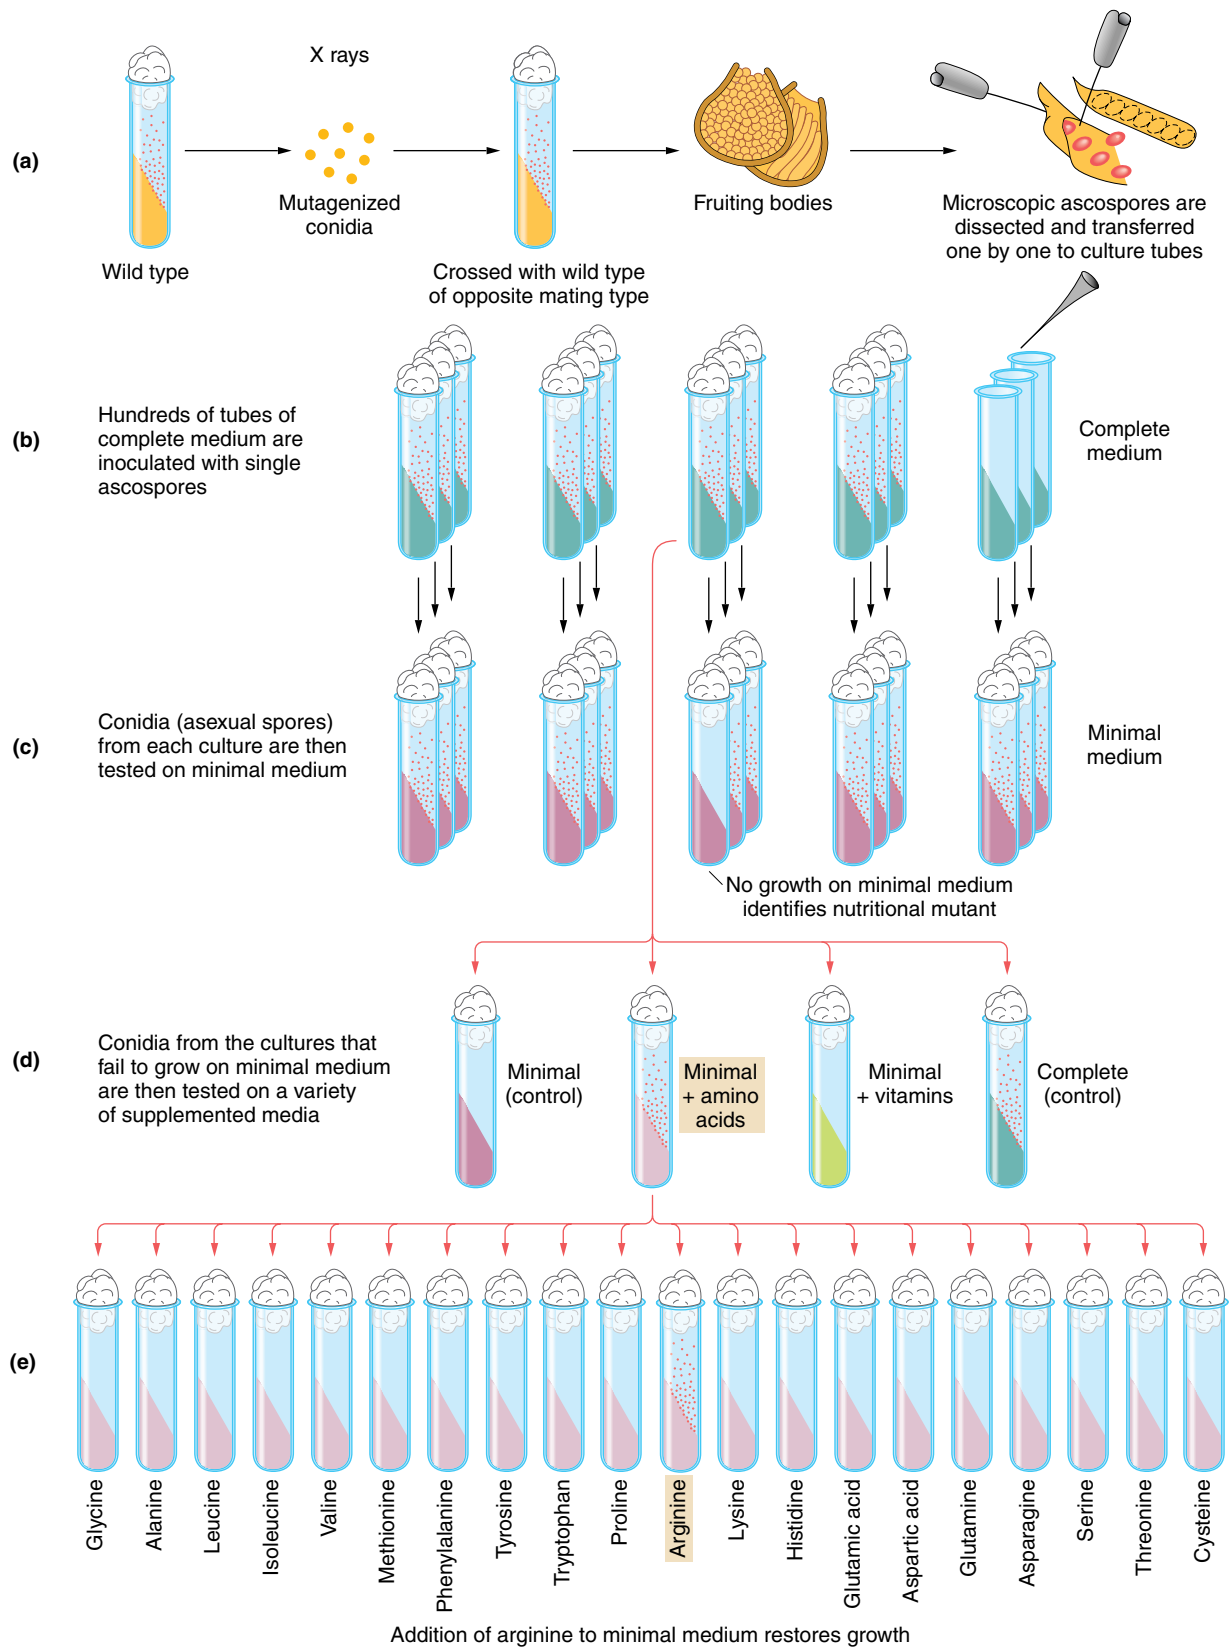 X rays
(a)
Mutagenized
conidia
Fruiting bodies
Microscopic ascospores are
dissected and transferred
one by one to culture tubes
Wild type
Crossed with wild type
of opposite mating type
(b)
Hundreds of tubes of
complete medium are
inoculated with single
ascospores
Complete
medium
(c)
Conidia (asexual spores)
from each culture are then
tested on minimal medium
Minimal
medium
No growth on minimal medium
identifies nutritional mutant
(d)
Conidia from the cultures that
fail to grow on minimal medium
are then tested on a variety
of supplemented media
Minimal
(control)
Minimal
+ amino
acids
Minimal
+ vitamins
Complete
(control)
(e)
Glycine
Alanine
Leucine
Isoleucine
Valine
Methionine
Phenylalanine
Tyrosine
Tryptophan
Proline
Arginine
Lysine
Histidine
Glutamic acid
Aspartic acid
Glutamine
Asparagine
Serine
Threonine
Cysteine
Addition of arginine to minimal medium restores growth